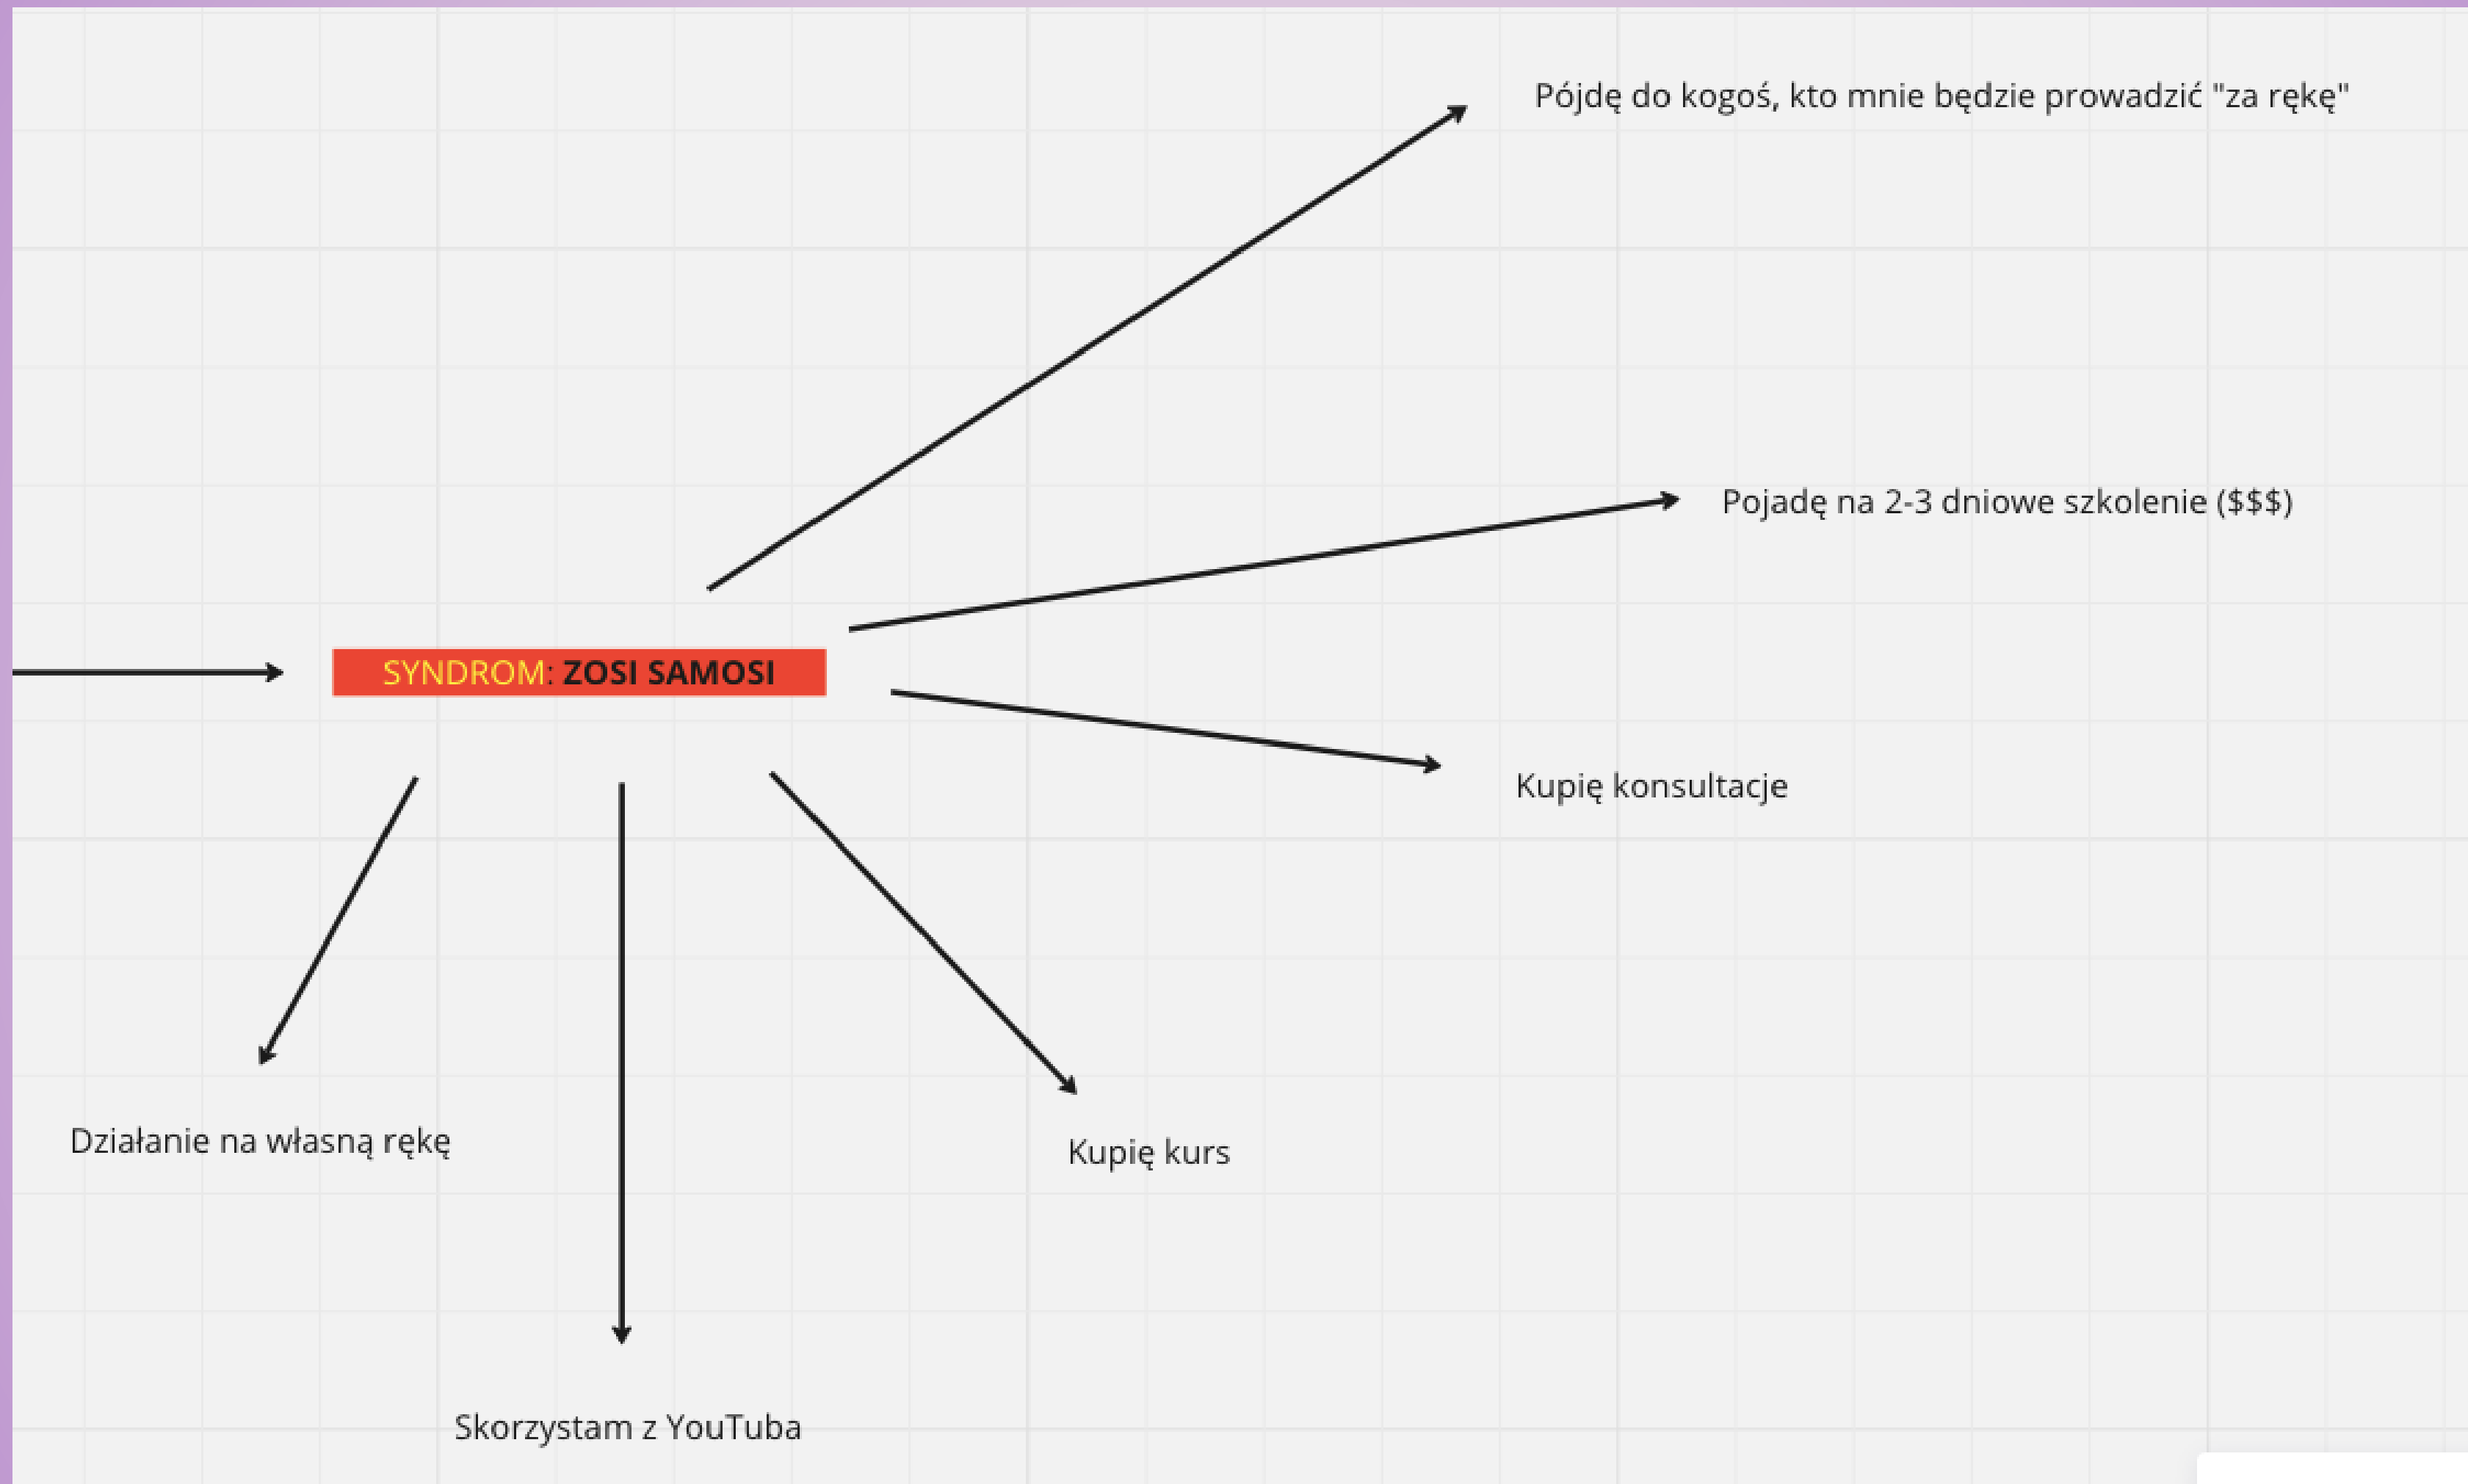 Pójdę do kogoś, kto mnie będzie prowadzić "za rękę"
Pojadę na 2-3 dniowe szkolenie ($$$)
SYNDROM: ZOSI SAMOSI
Kupię konsultacje
Działanie na własną rękę
Kupię kurs
Skorzystam z YouTuba